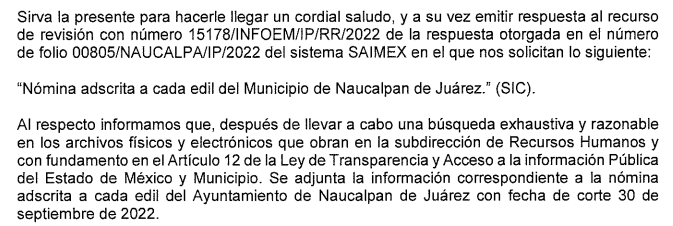 Sirva la presente para hacerle llegar un cordial saludo, y a su vez emitir respuesta al recurso
de revisión con número 15178/INFOEM/IP/RR/2022 de la respuesta otorgada en el número
de folio 00805/NAUCALPA/IP/2022 del sistema SAIMEX en el que nos solicitan lo siguiente:
“Nómina adscrita a cada edil del Municipio de Naucalpan de Juárez.” (SIC).
Al respecto informamos que, después de llevar a cabo una búsqueda exhaustiva y razonable
en los archivos físicos y electrónicos que obran en la subdirección de Recursos Humanos y
con fundamento en el Artículo 12 de la Ley de Transparencia y Acceso a la información Pública
del Estado de México y Municipio. Se adjunta la información correspondiente a la nómina
adscrita a cada edil del Ayuntamiento de Naucalpan de Juárez con fecha de corte 30 de
septiembre de 2022.